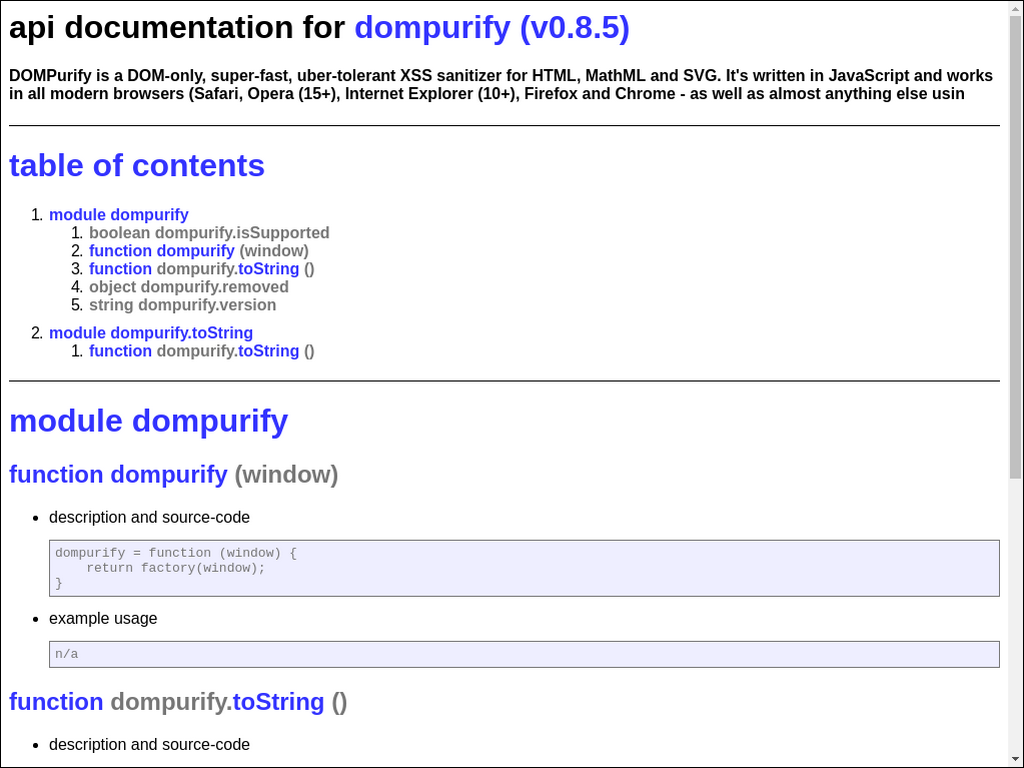 api documentation for dompurify (v0.8.5)
DOMPurify is a DOM-only, super-fast, uber-tolerant XSS sanitizer for HTML, MathML and SVG. It's written in JavaScript and works
in all modern browsers (Safari, Opera (15+), Internet Explorer (10+), Firefox and Chrome - as well as almost anything else usin
table of contents
1. module dompurify
1. boolean dompurify.isSupported
2. function dompurify (window)
3. function dompurify.toString ()
4. object dompurify.removed
5. string dompurify.version
2. module dompurify.toString
1. function dompurify.toString ()
module dompurify
function dompurify (window)
• description and source-code
dompurify = function (window) {
    return factory(window);
}
• example usage
n/a
function dompurify.toString ()
• description and source-code